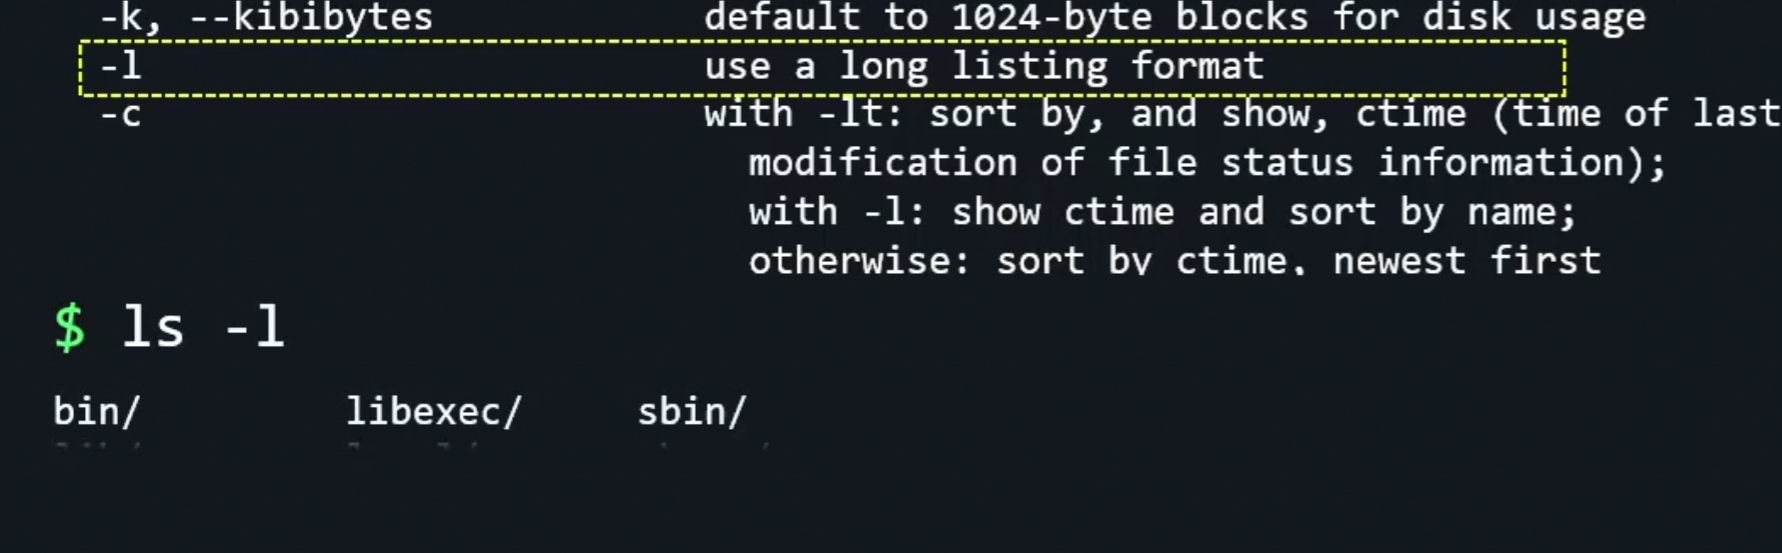 -k, --kibibytes default to 1024-byte blocks for disk usage
-l use a long listing format
-c with -lt: sort by, and show, ctime (time of last
modification of file status information);
with -l: show ctime and sort by name;
otherwise: sort by ctime, newest first
$ ls -l
bin/ libexec/ sbin/